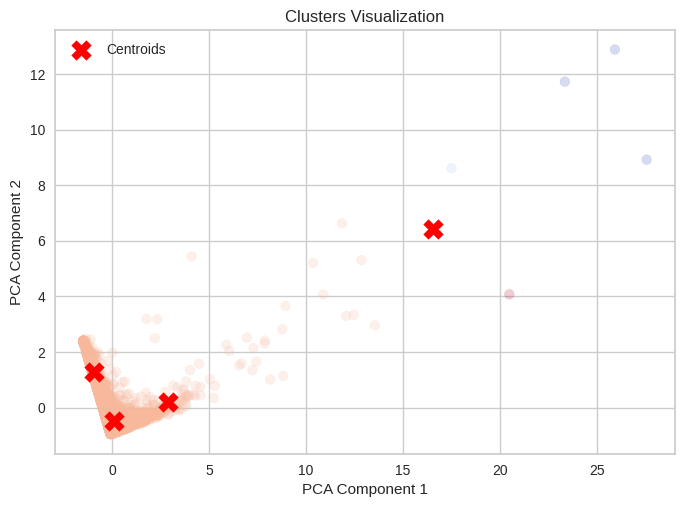 Clusters Visualization
Centroids
PCA Component 2
12
10
8
6
4
2
0
0 5 10 15 20 25
PCA Component 1